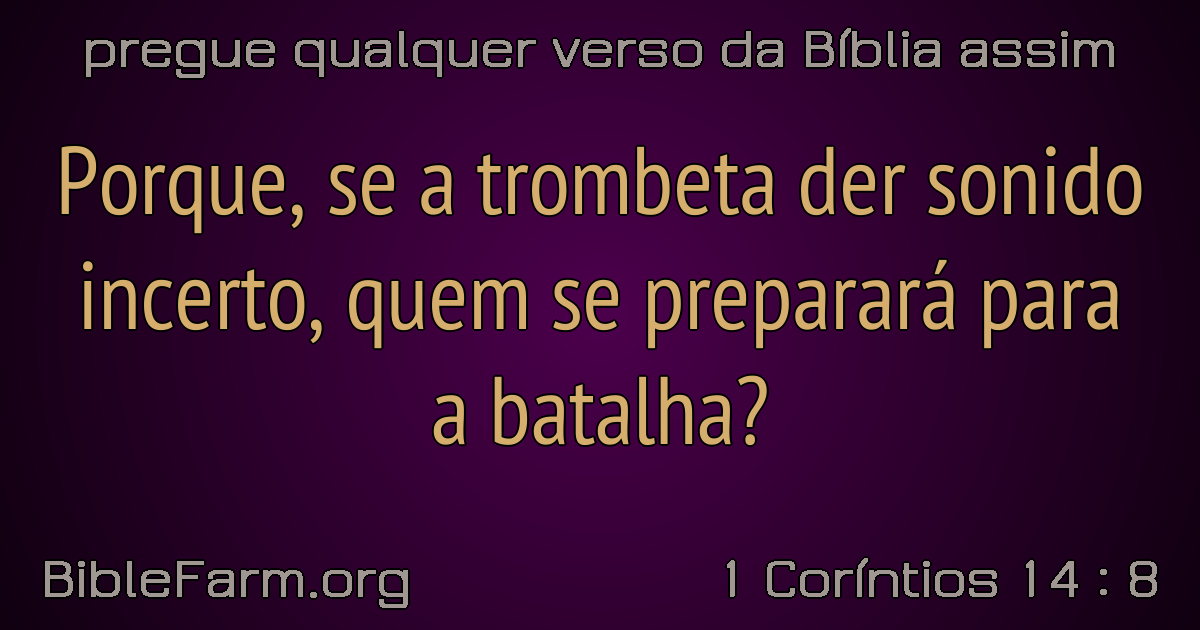 pregue qualquer verso da Bíblia assim
Porque, se a trombeta der sonido
incerto, quem se preparará para
a batalha?
BibleFarm.org
1 Coríntios 14 : 8